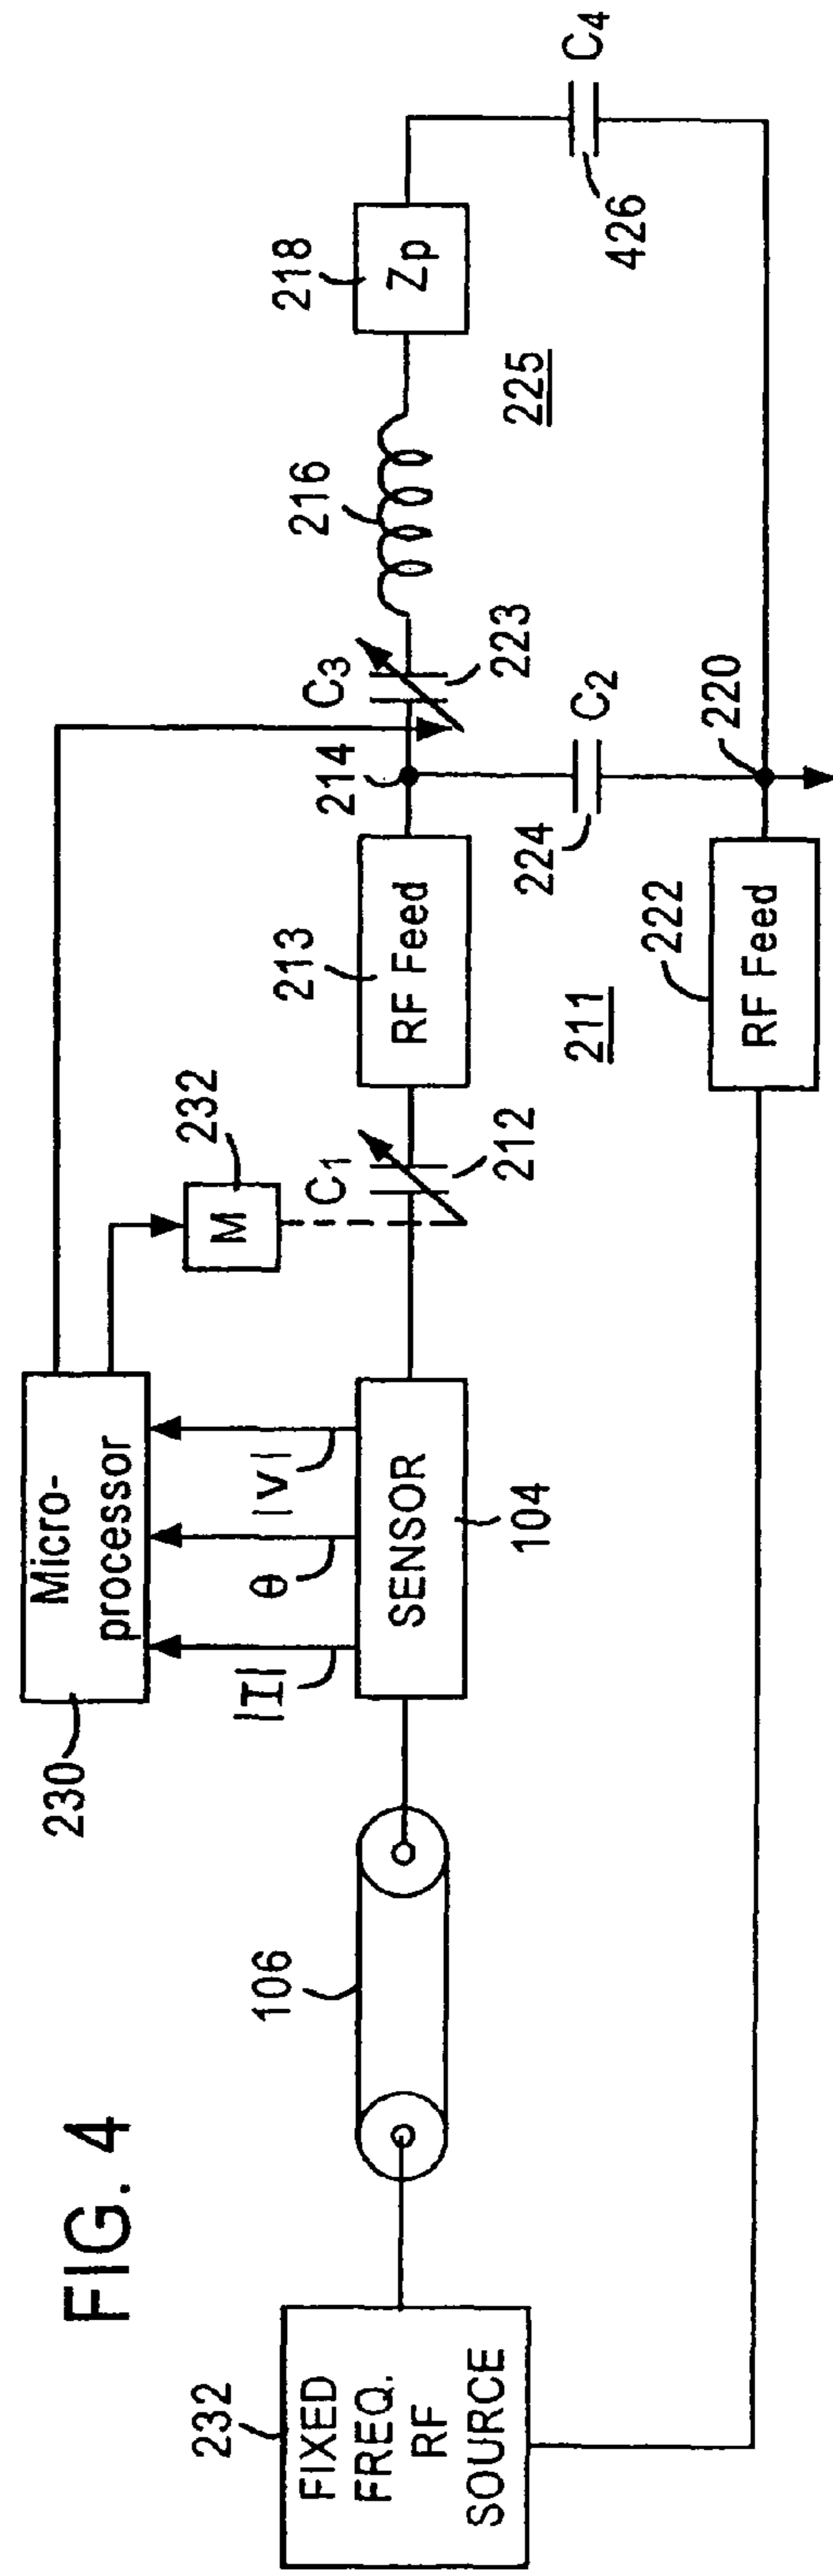 FIG. 4
230
Micro-
processor
M
232
|I|
θ
|V|
232
FIXED
FREQ.
RF
SOURCE
106
SENSOR
104
C1
212
213
RF Feed
214
C3
223
216
218
Zp
211
224
C2
225
426
C4
222
RF Feed
220